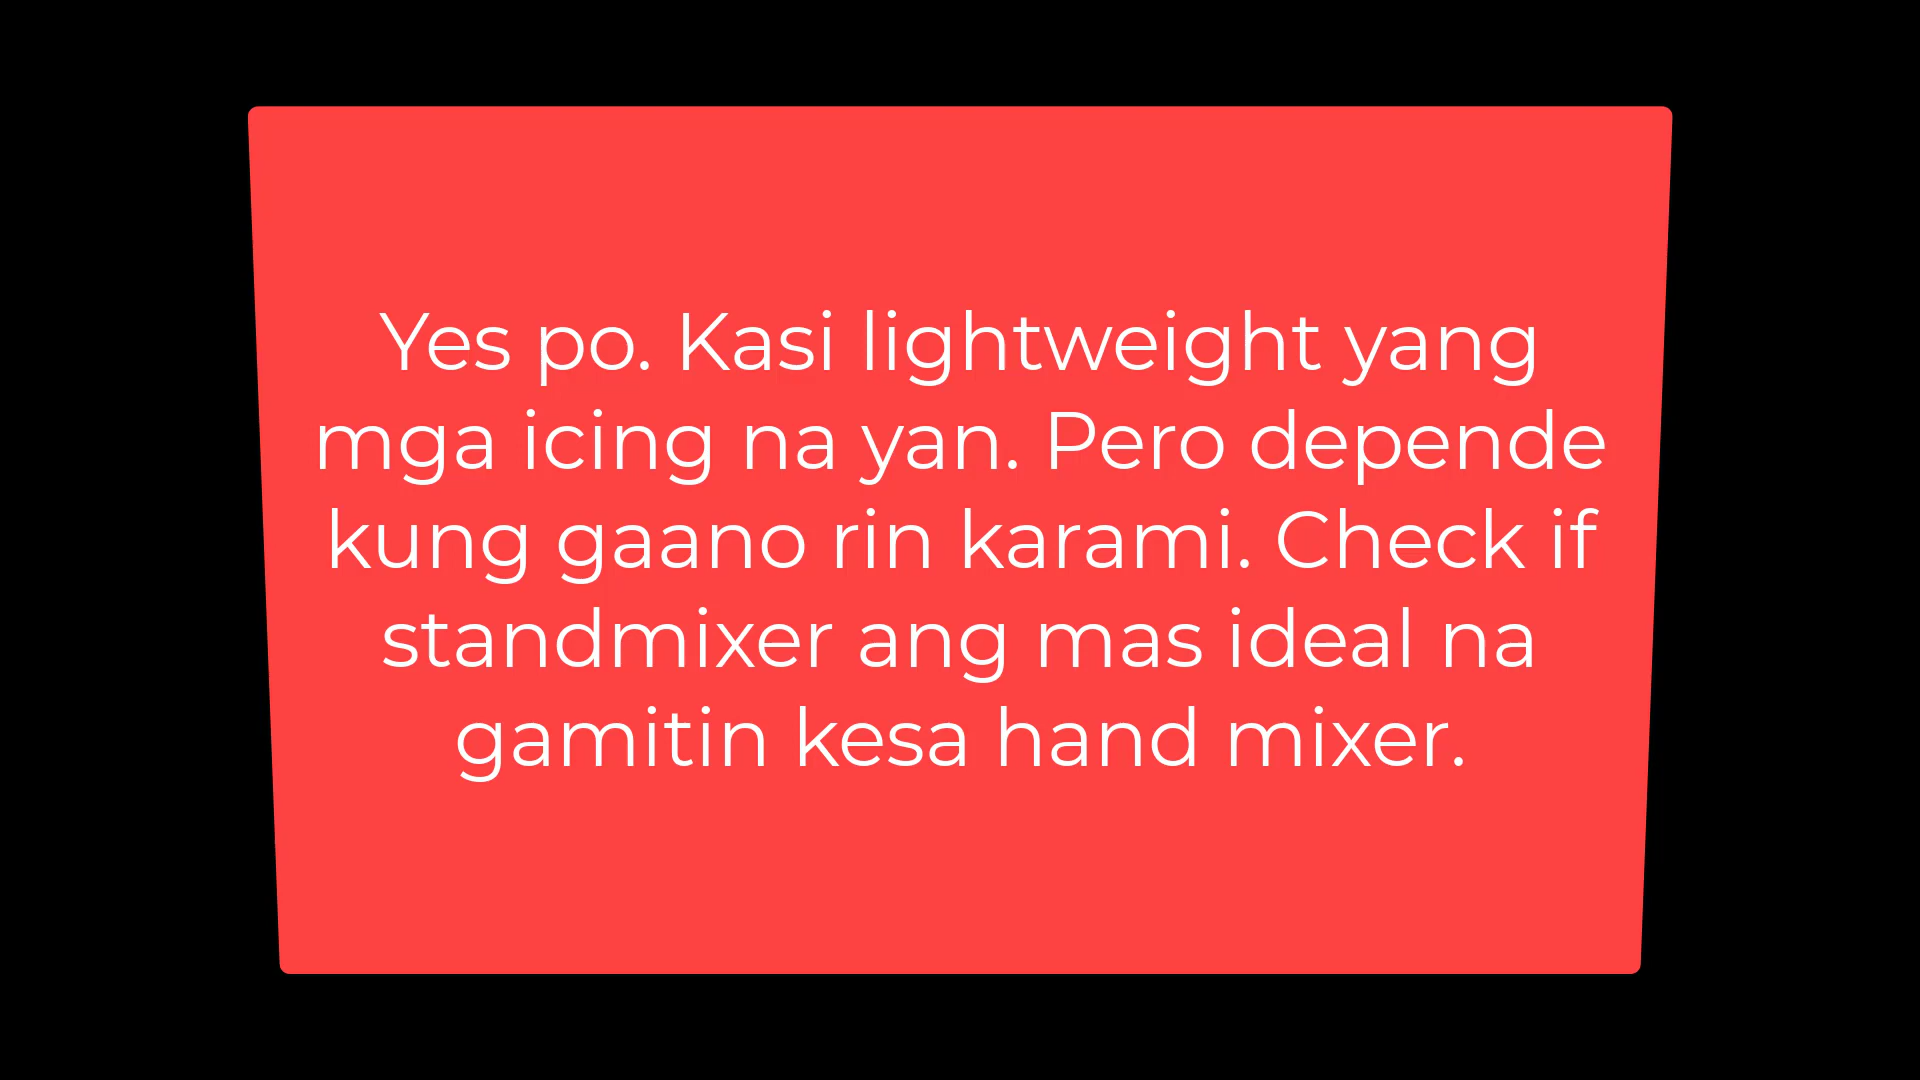 Yes po. Kasi lightweight yang
mga icing na yan. Pero depende
kung gaano rin karami. Check if
standmixer ang mas ideal na
gamitin kesa hand mixer.